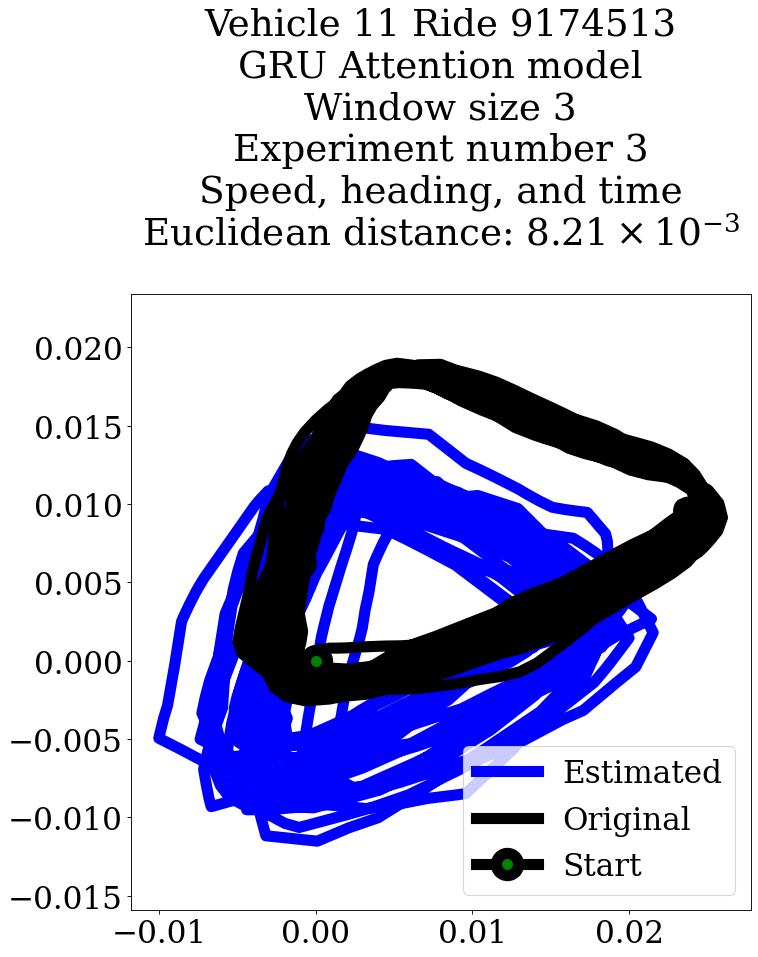 Vehicle 11 Ride 9174513
GRU Attention model
Window size 3
Experiment number 3
Speed, heading, and time
Euclidean distance: 8.21 × 10⁻³
0.020
0.015
0.010
0.005
0.000
−0.005
−0.010
−0.015
Estimated
Original
Start
−0.01 0.00 0.01 0.02